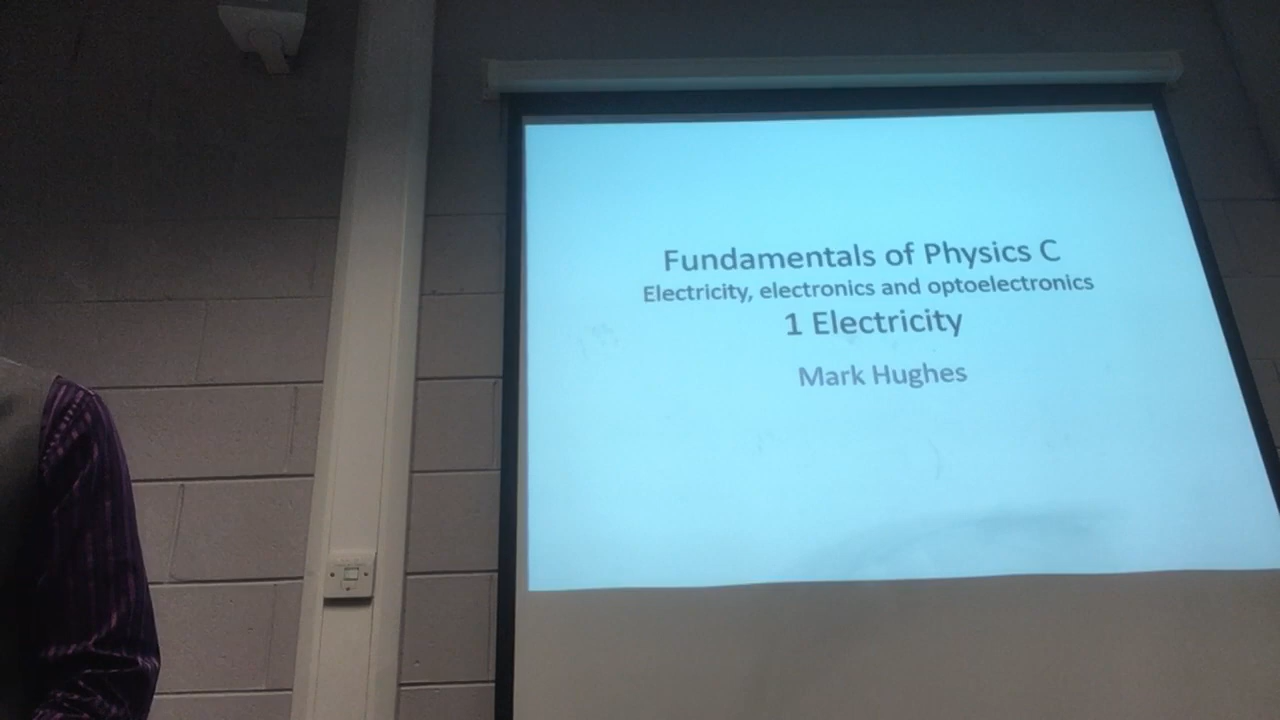 Fundamentals of Physics C
Electricity, electronics and optoelectronics
1 Electricity
Mark Hughes